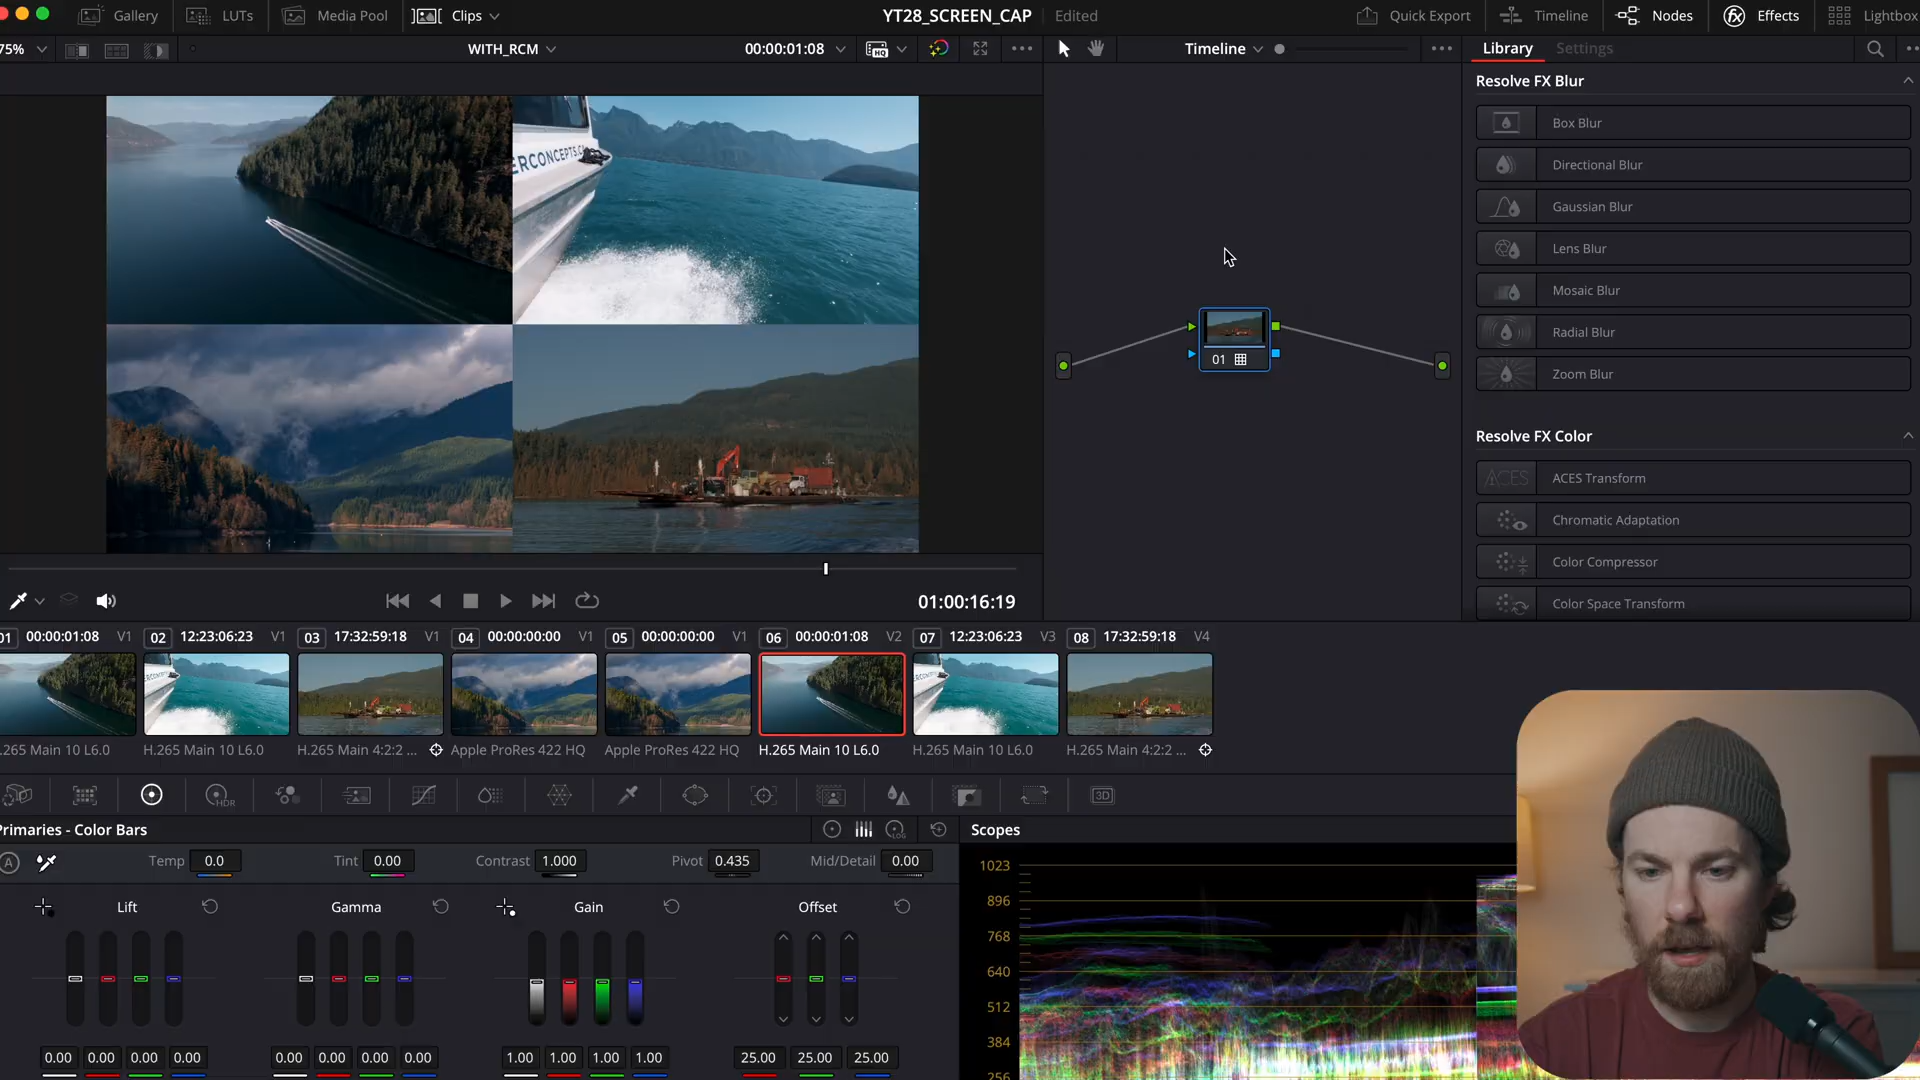 Gallery LUTs Media Pool Clips YT28_SCREEN_CAP Edited Quick Export Timeline Nodes Effects Lightbox
75% WITH_RCM 00:00:01:08 HQ Timeline Library Settings
Resolve FX Blur
Box Blur
Directional Blur
Gaussian Blur
Lens Blur
Mosaic Blur
Radial Blur
Zoom Blur
Resolve FX Color
ACES ACES Transform
Chromatic Adaptation
Color Compressor
Color Space Transform
ERCONCEPTS.C
01
01:00:16:19
01 00:00:01:08 V1 02 12:23:06:23 V1 03 17:32:59:18 V1 04 00:00:00:00 V1 05 00:00:00:00 V1 06 00:00:01:08 V2 07 12:23:06:23 V3 08 17:32:59:18 V4
.265 Main 10 L6.0 H.265 Main 10 L6.0 H.265 Main 4:2:2 ... Apple ProRes 422 HQ Apple ProRes 422 HQ H.265 Main 10 L6.0 H.265 Main 10 L6.0 H.265 Main 4:2:2 ...
HDR 3D
Primaries - Color Bars LOG Scopes
A Temp 0.0 Tint 0.00 Contrast 1.000 Pivot 0.435 Mid/Detail 0.00
Lift Gamma Gain Offset
0.00 0.00 0.00 0.00 0.00 0.00 0.00 0.00 1.00 1.00 1.00 1.00 25.00 25.00 25.00
1023
896
768
640
512
384
256